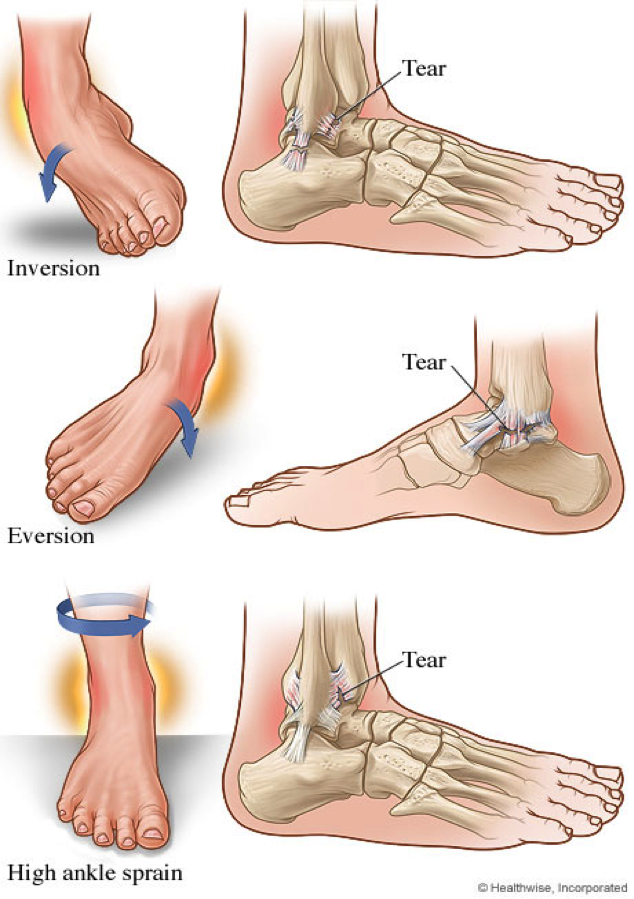 Tear
Inversion
Tear
Eversion
Tear
High ankle sprain
© Healthwise, Incorporated